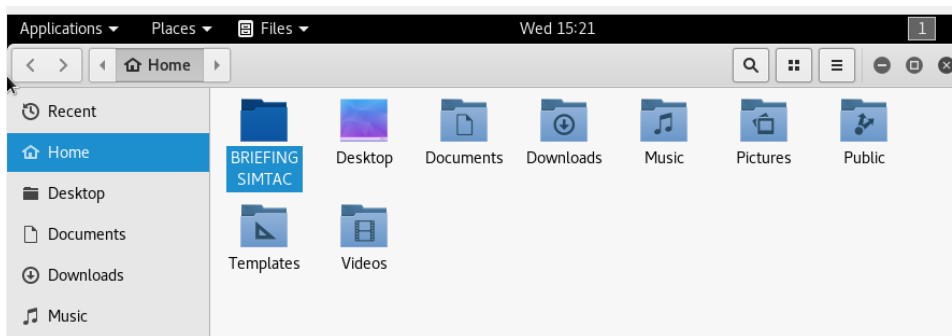 Applications Places Files Wed 15:21 1
Home
Recent
Home
Desktop
Documents
Downloads
Music
BRIEFING
SIMTAC
Desktop
Documents
Downloads
Music
Pictures
Public
Templates
Videos